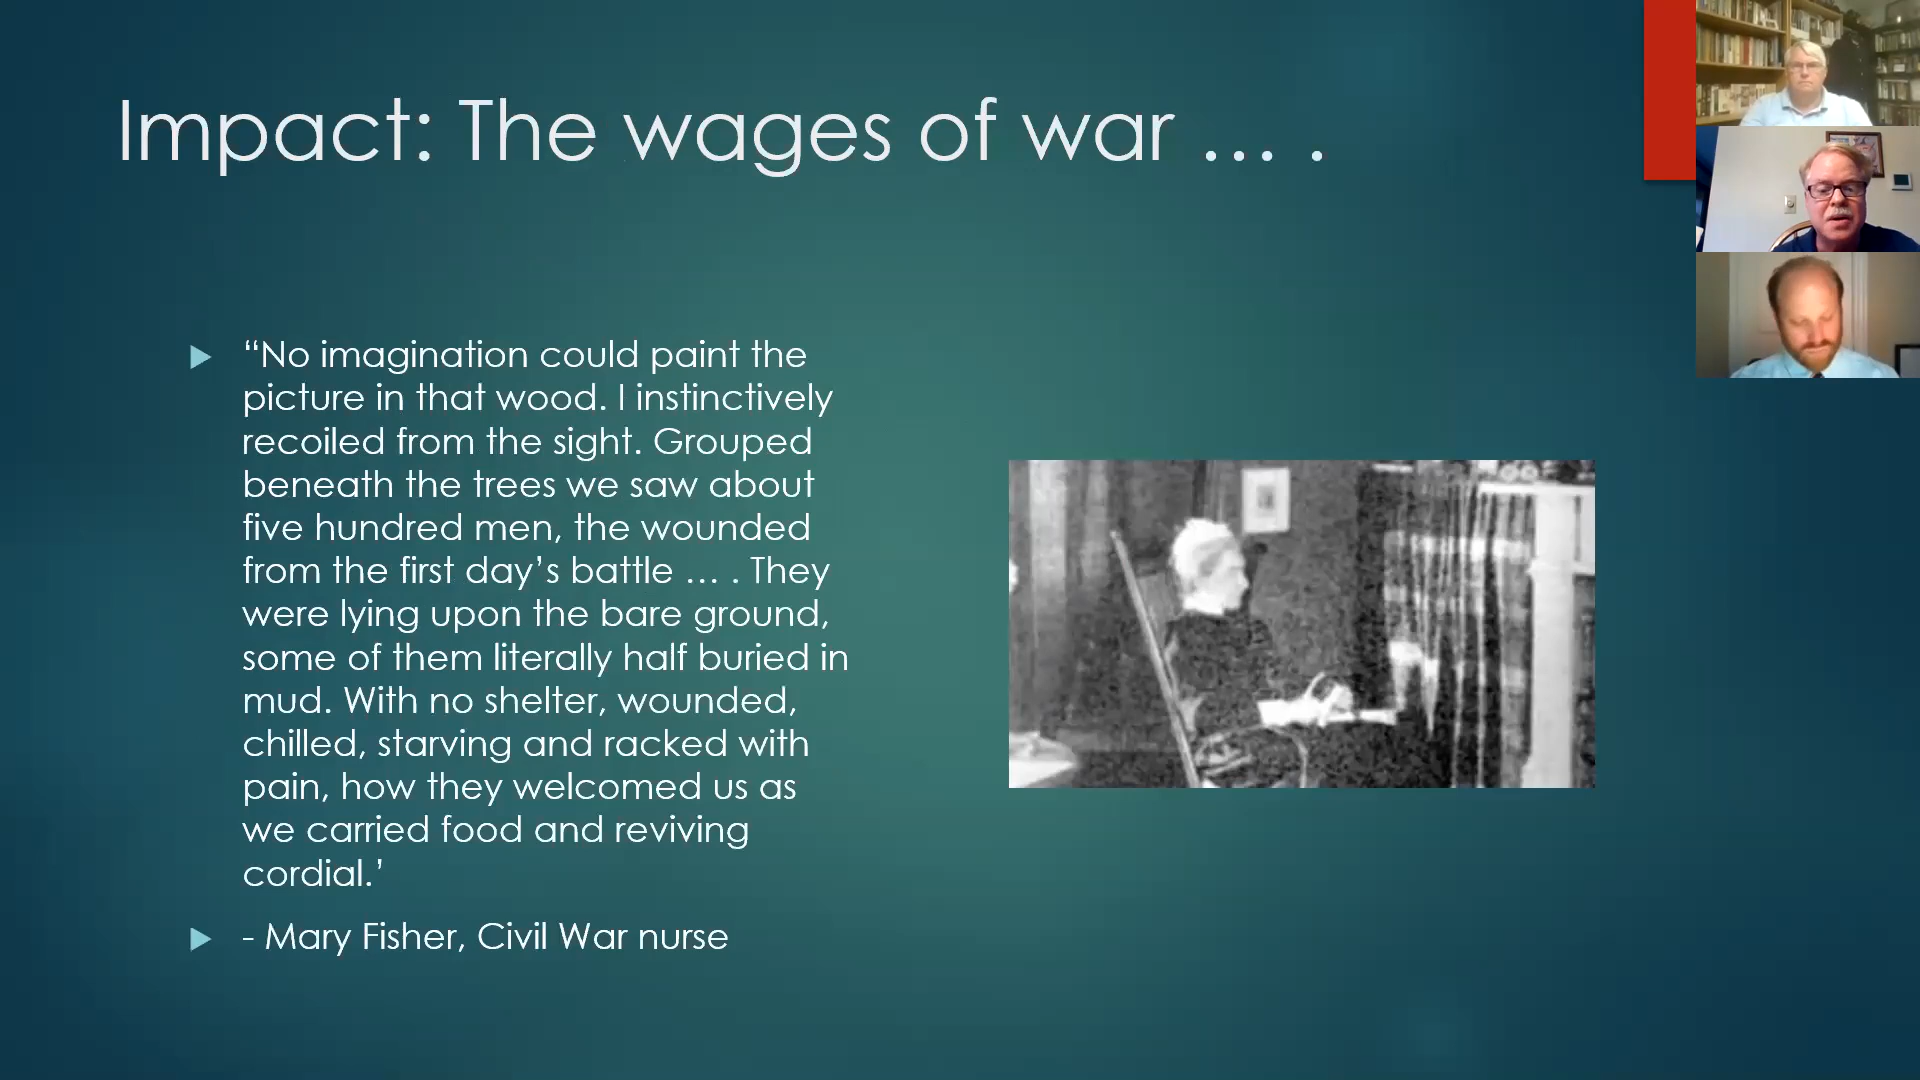 Impact: The wages of war … .
“No imagination could paint the
picture in that wood. I instinctively
recoiled from the sight. Grouped
beneath the trees we saw about
five hundred men, the wounded
from the first day’s battle … . They
were lying upon the bare ground,
some of them literally half buried in
mud. With no shelter, wounded,
chilled, starving and racked with
pain, how they welcomed us as
we carried food and reviving
cordial.’
- Mary Fisher, Civil War nurse